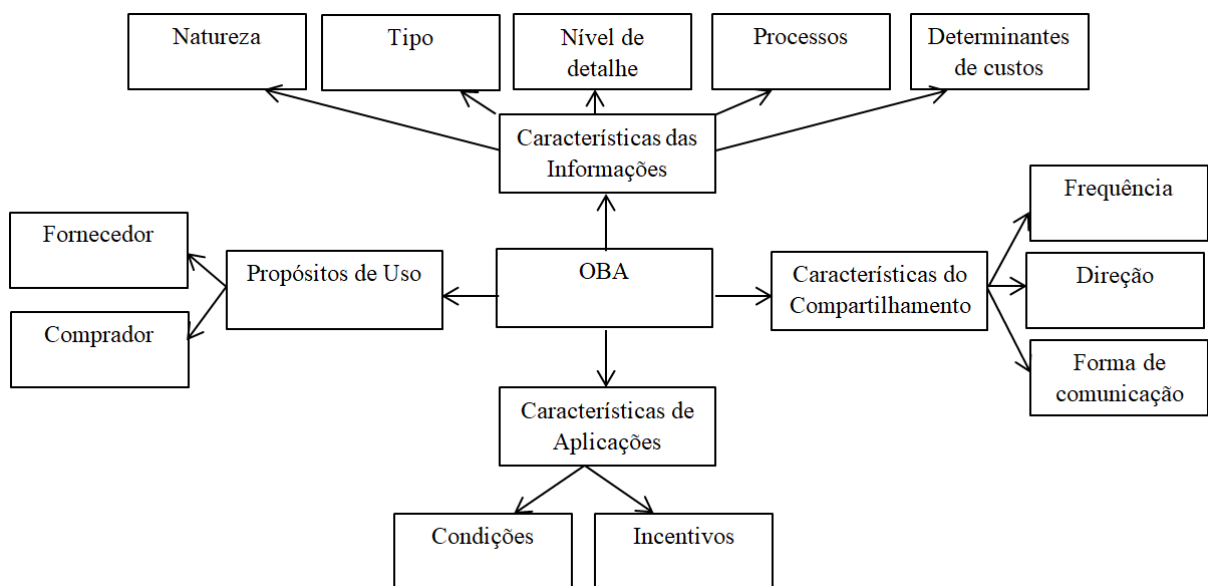 Natureza
Tipo
Nível de
detalhe
Processos
Determinantes
de custos
Características das
Informações
Fornecedor
Comprador
Propósitos de Uso
OBA
Características do
Compartilhamento
Frequência
Direção
Forma de
comunicação
Características de
Aplicações
Condições
Incentivos